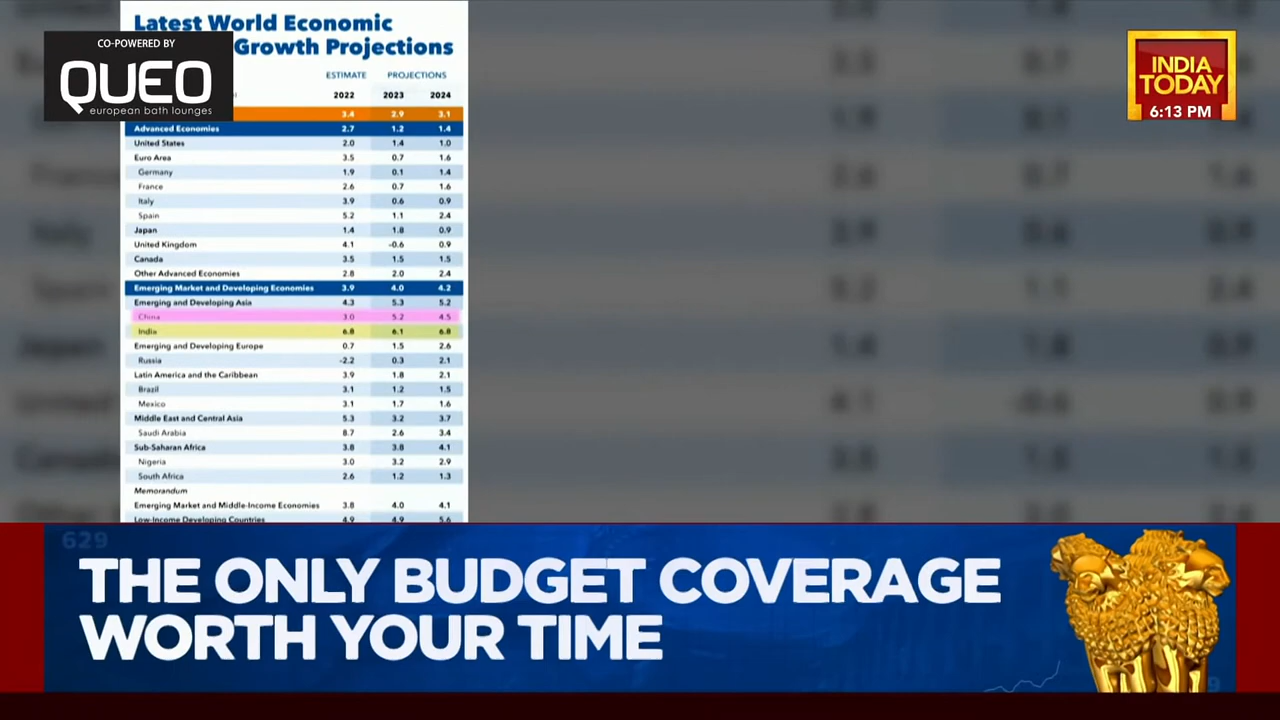 Latest World Economic
Growth Projections
CO-POWERED BY
QUEO
european bath lounges
INDIA
TODAY
6:13 PM
ESTIMATE PROJECTIONS
2022 2023 2024
3.4 2.9 3.1
Advanced Economies 2.7 1.2 1.4
United States 2.0 1.4 1.0
Euro Area 3.5 0.7 1.6
Germany 1.9 0.1 1.4
France 2.6 0.7 1.6
Italy 3.9 0.6 0.9
Spain 5.2 1.1 2.4
Japan 1.4 1.8 0.9
United Kingdom 4.1 -0.6 0.9
Canada 3.5 1.5 1.5
Other Advanced Economies 2.8 2.0 2.4
Emerging Market and Developing Economies 3.9 4.0 4.2
Emerging and Developing Asia 4.3 5.3 5.2
China 3.0 5.2 4.5
India 6.8 6.1 6.8
Emerging and Developing Europe 0.7 1.5 2.6
Russia -2.2 0.3 2.1
Latin America and the Caribbean 3.9 1.8 2.1
Brazil 3.1 1.2 1.5
Mexico 3.1 1.7 1.6
Middle East and Central Asia 5.3 3.2 3.7
Saudi Arabia 8.7 2.6 3.4
Sub-Saharan Africa 3.8 3.8 4.1
Nigeria 3.0 3.2 2.9
South Africa 2.6 1.2 1.3
Memorandum
Emerging Market and Middle-Income Economies 3.8 4.0 4.1
Low-Income Developing Countries 4.9 4.9 5.6
629
THE ONLY BUDGET COVERAGE
WORTH YOUR TIME